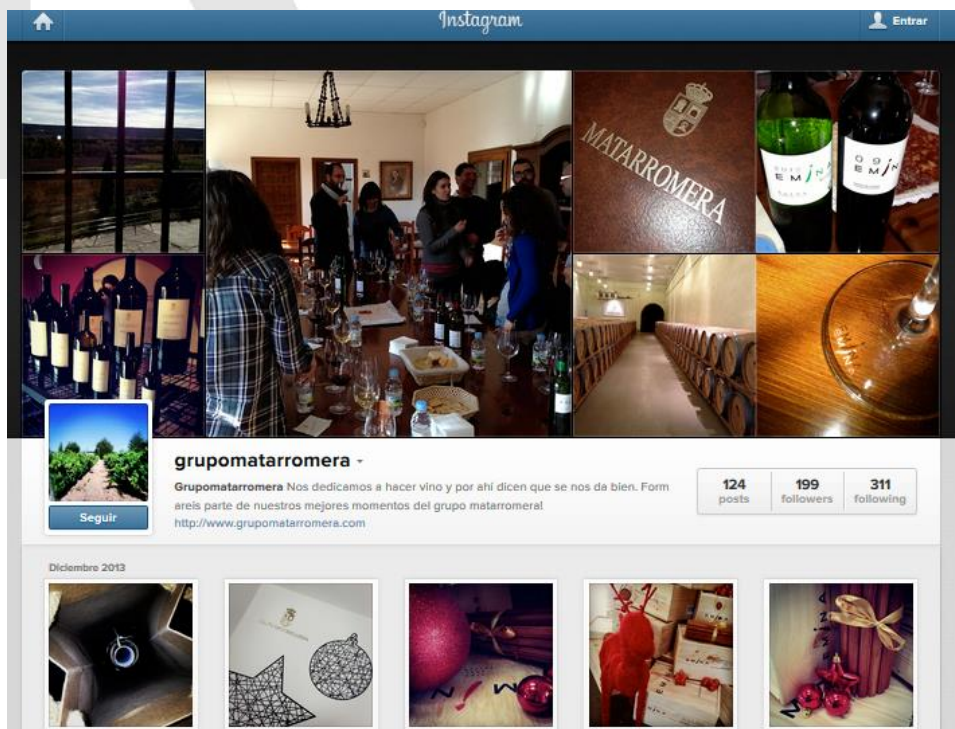 Instagram
Entrar
MATARROMERA
EMINA
09
EMIN
grupomatarromera
Grupomatarromera Nos dedicamos a hacer vino y por ahí dicen que se nos da bien. Form
areis parte de nuestros mejores momentos del grupo matarromera!
http://www.grupomatarromera.com
124 posts
199 followers
311 following
Seguir
Diciembre 2013